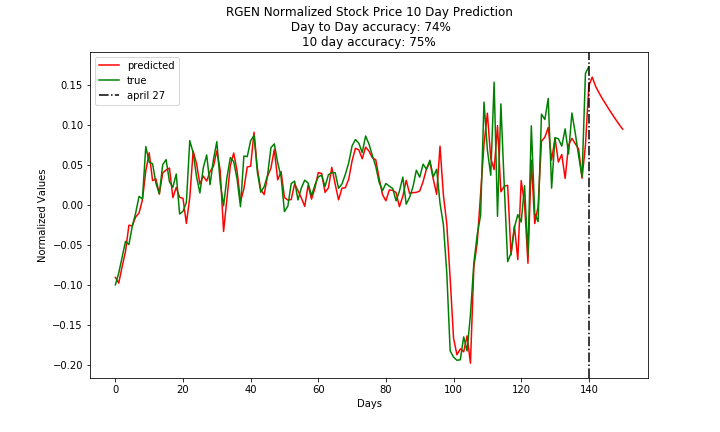 RGEN Normalized Stock Price 10 Day Prediction
Day to Day accuracy: 74%
10 day accuracy: 75%
predicted
true
april 27
0.15
0.10
0.05
0.00
−0.05
−0.10
−0.15
−0.20
Normalized Values
0 20 40 60 80 100 120 140
Days